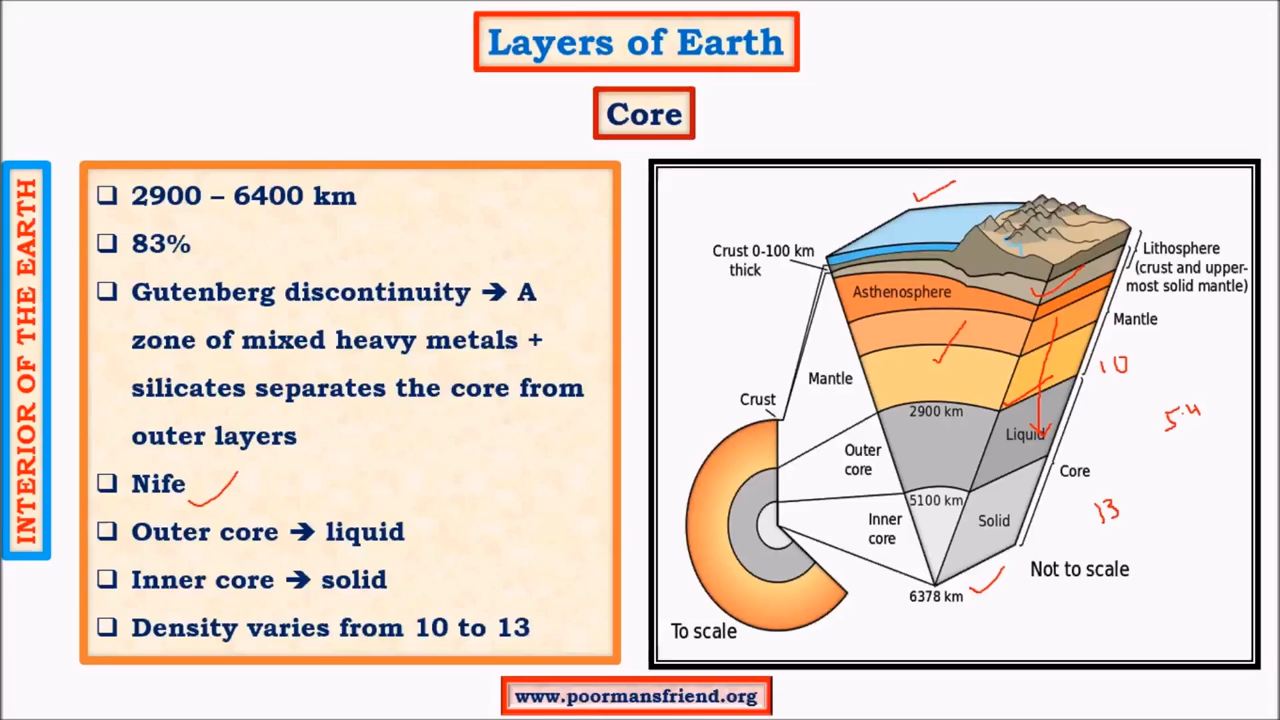 Layers of Earth
Core
INTERIOR OF THE EARTH
❑ 2900 – 6400 km
❑ 83%
❑ Gutenberg discontinuity → A
zone of mixed heavy metals +
silicates separates the core from
outer layers
❑ Nife
❑ Outer core → liquid
❑ Inner core → solid
❑ Density varies from 10 to 13
Crust 0-100 km
thick
Asthenosphere
Lithosphere
(crust and upper-
most solid mantle)
Mantle
Mantle
10
Crust
2900 km
5.4
Liquid
Outer
core
Core
5100 km
13
Inner
core
Solid
Not to scale
6378 km
To scale
www.poormansfriend.org